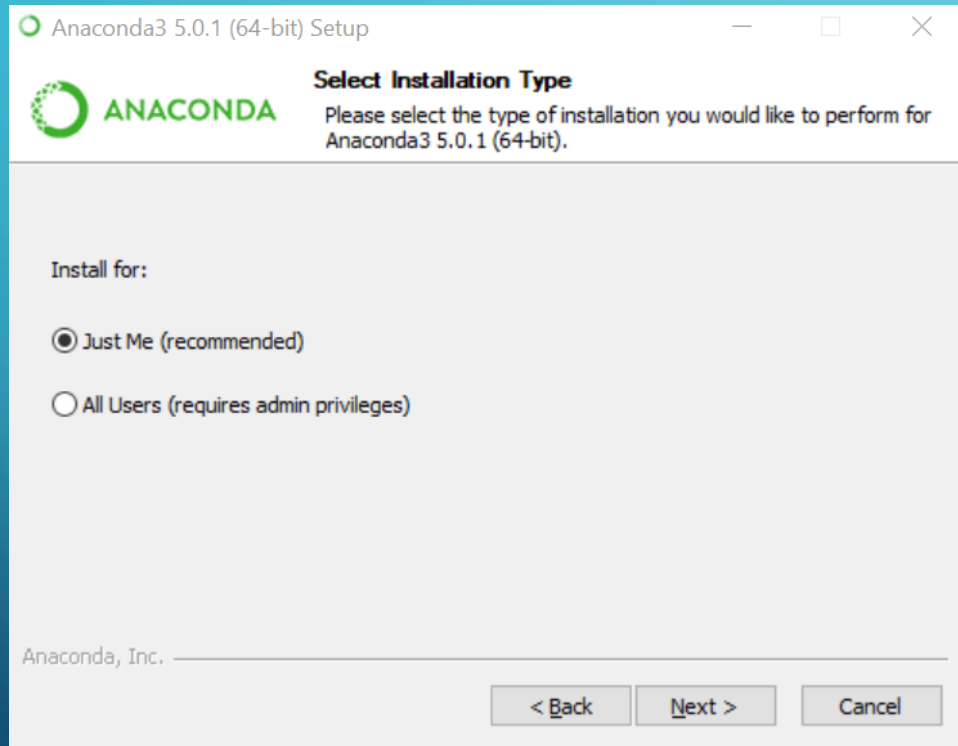 Anaconda3 5.0.1 (64-bit) Setup
ANACONDA
Select Installation Type
Please select the type of installation you would like to perform for
Anaconda3 5.0.1 (64-bit).
Install for:
Just Me (recommended)
All Users (requires admin privileges)
Anaconda, Inc.
< Back
Next >
Cancel